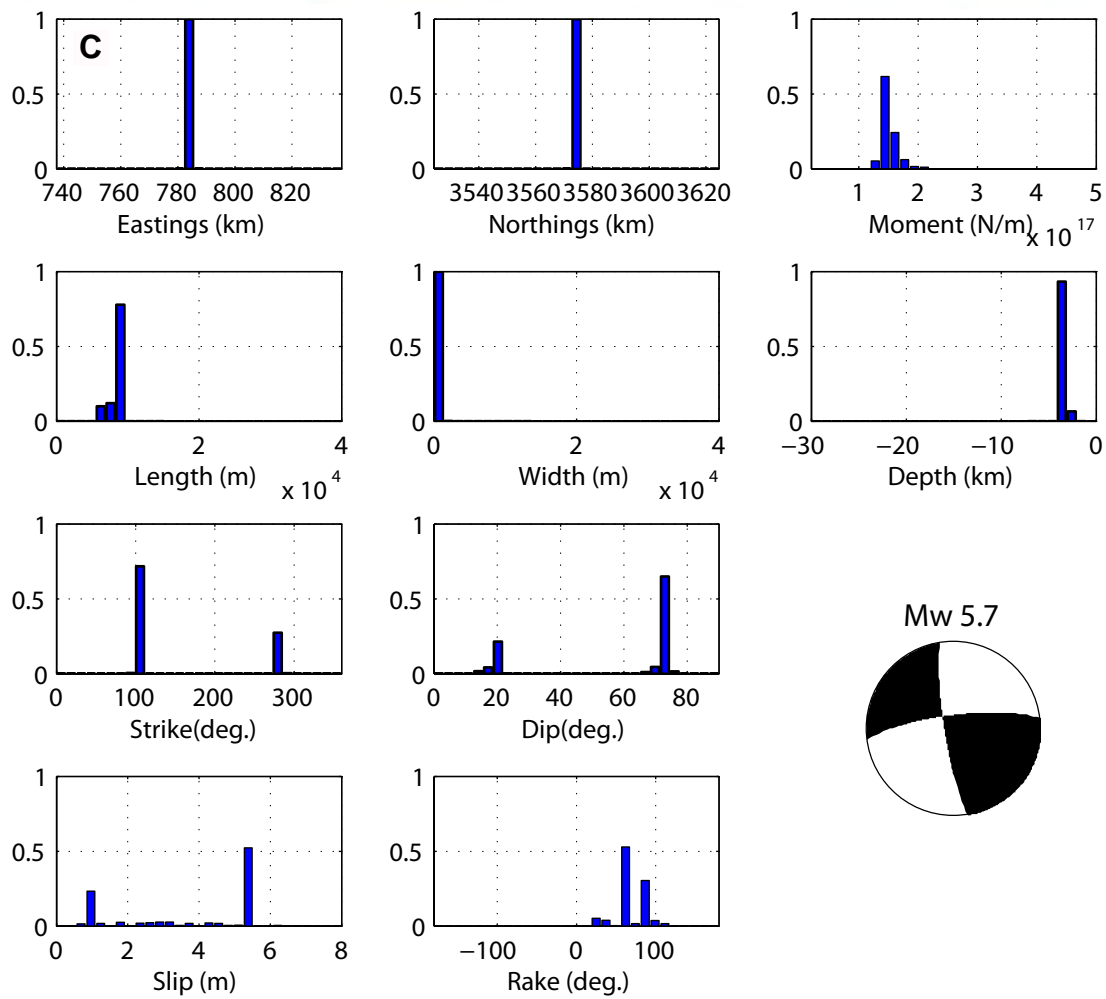 C
1
0.5
0
740 760 780 800 820
Eastings (km)
3540 3560 3580 3600 3620
Northings (km)
1
0.5
0
1
0.5
0
1 2 3 4 5
Moment (N/m)
x 10 17
1
0.5
0
0 2 4
Length (m)
x 10 4
1
0.5
0
0 2 4
Width (m)
x 10 4
1
0.5
0
−30 −20 −10 0
Depth (km)
1
0.5
0
0 100 200 300
Strike(deg.)
1
0.5
0
0 20 40 60 80
Dip(deg.)
Mw 5.7
1
0.5
0
0 2 4 6 8
Slip (m)
1
0.5
0
−100 0 100
Rake (deg.)